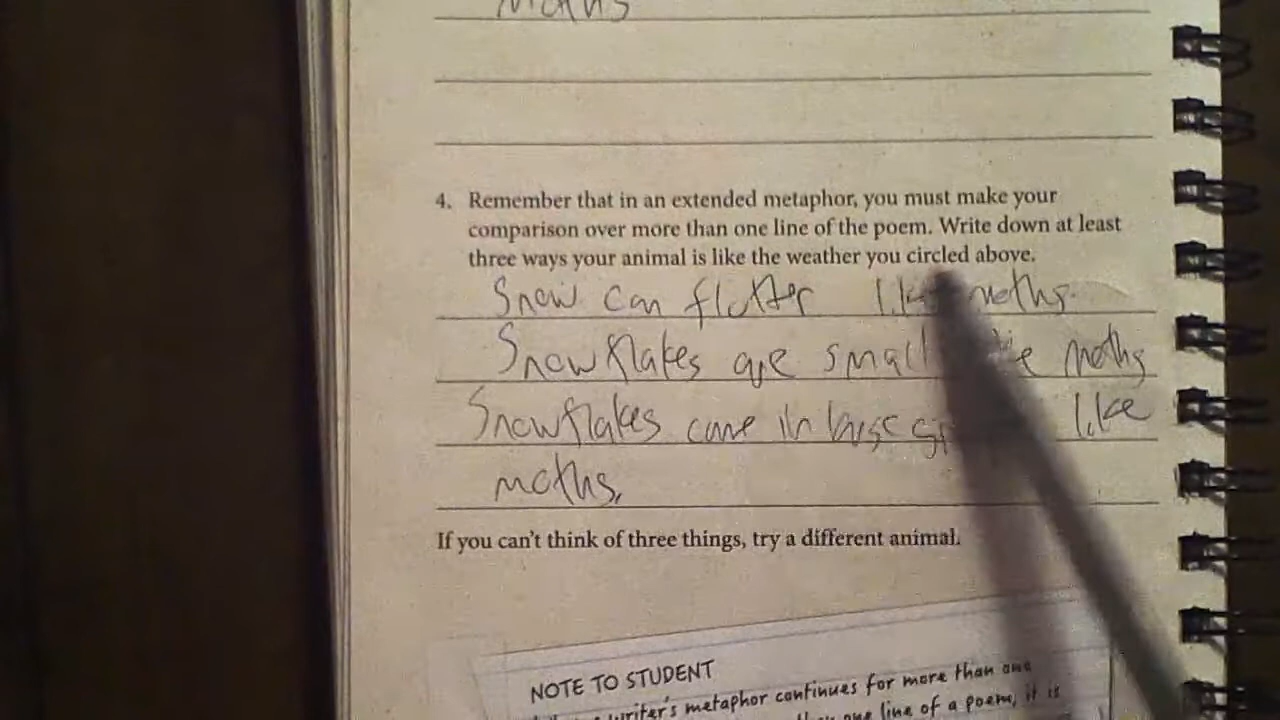 Moths
4. Remember that in an extended metaphor, you must make your
comparison over more than one line of the poem. Write down at least
three ways your animal is like the weather you circled above.
Snow can flutter like moths.
Snowflakes are small like moths
Snowflakes come in large like
moths.
If you can't think of three things, try a different animal.
NOTE TO STUDENT
writer's metaphor continues for more than one
than one line of a poem, it is